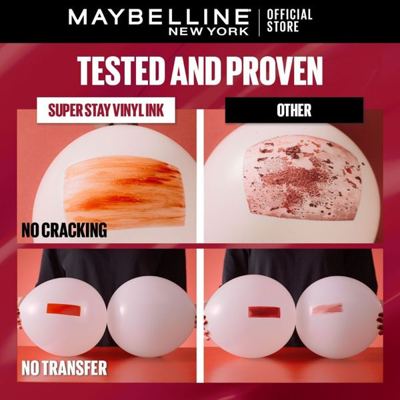 MAYBELLINE
NEW YORK
OFFICIAL
STORE
TESTED AND PROVEN
SUPER STAY VINYL INK
OTHER
NO CRACKING
NO TRANSFER